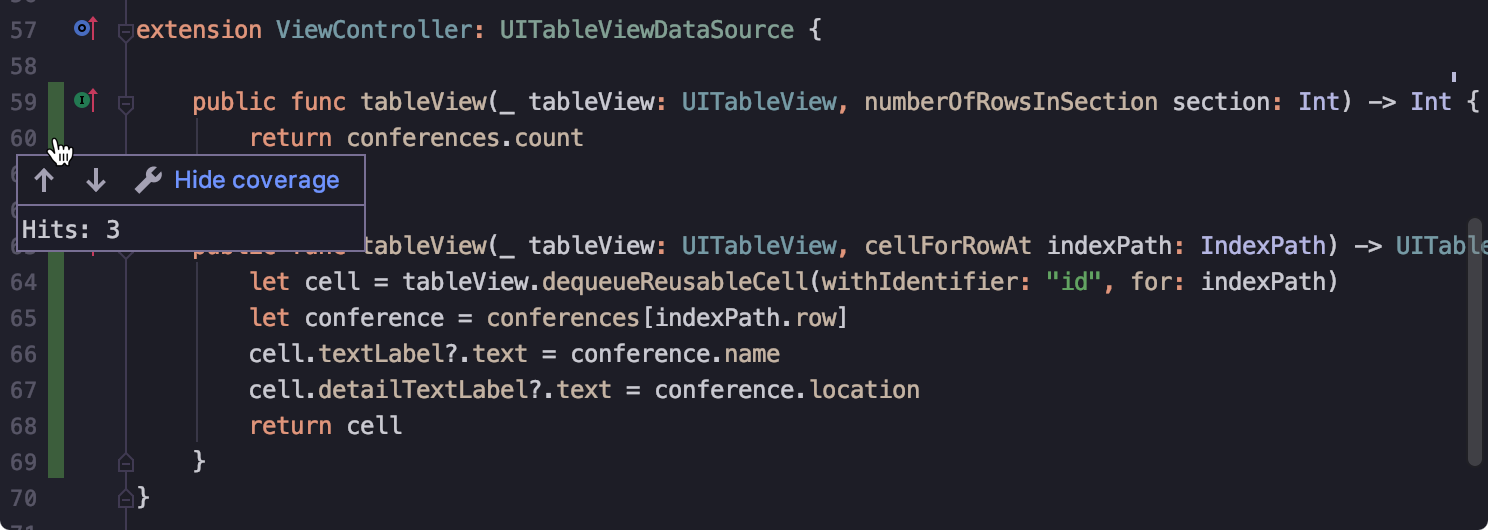 57 extension ViewController: UITableViewDataSource {
58
59 public func tableView(_ tableView: UITableView, numberOfRowsInSection section: Int) -> Int {
60 return conferences.count
Hide coverage
Hits: 3
tableView(_ tableView: UITableView, cellForRowAt indexPath: IndexPath) -> UITable
64 let cell = tableView.dequeueReusableCell(withIdentifier: "id", for: indexPath)
65 let conference = conferences[indexPath.row]
66 cell.textLabel?.text = conference.name
67 cell.detailTextLabel?.text = conference.location
68 return cell
69 }
70 }